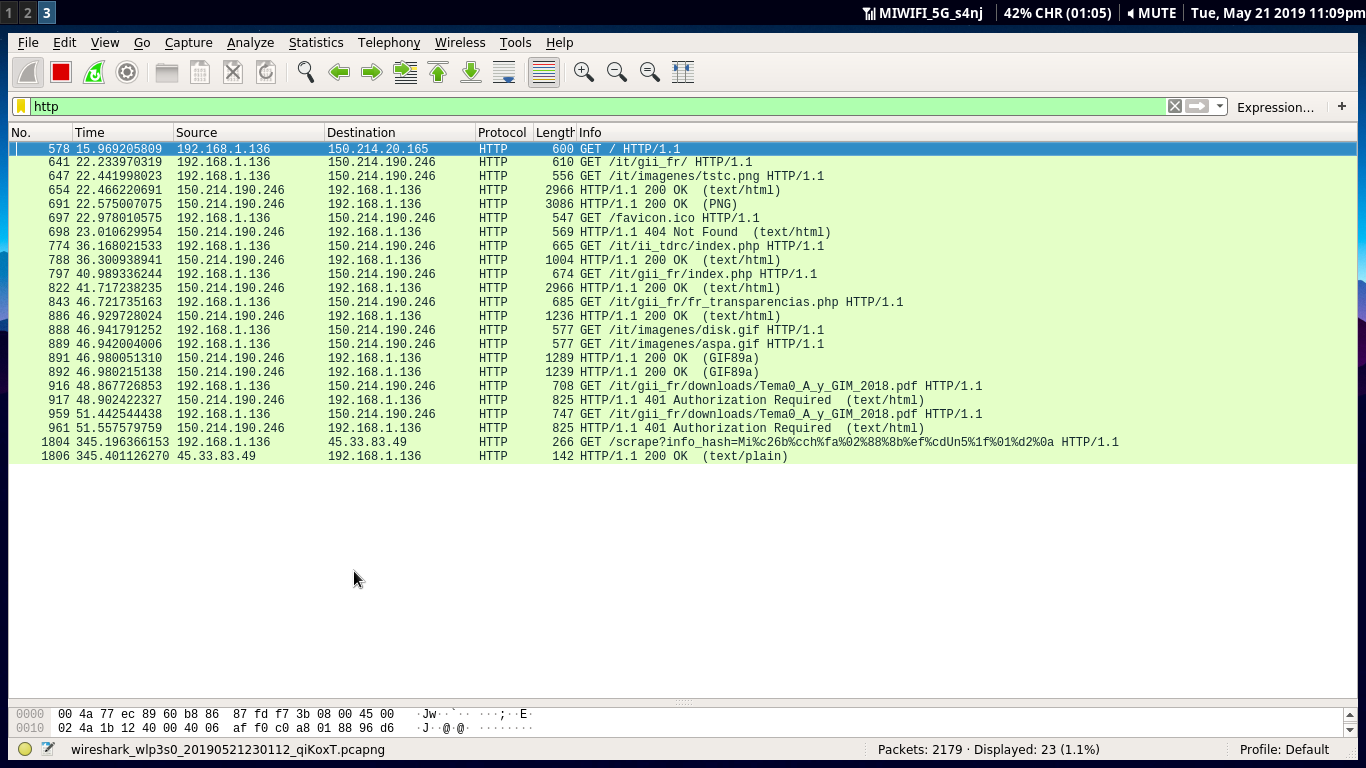 1 2 3 MIWIFI_5G_s4nj 42% CHR (01:05) MUTE Tue, May 21 2019 11:09pm
File Edit View Go Capture Analyze Statistics Telephony Wireless Tools Help
http Expression… +
No. Time Source Destination Protocol Length Info
578 15.969205809 192.168.1.136 150.214.20.165 HTTP 600 GET / HTTP/1.1
641 22.233970319 192.168.1.136 150.214.190.246 HTTP 610 GET /it/gii_fr/ HTTP/1.1
647 22.441998023 192.168.1.136 150.214.190.246 HTTP 556 GET /it/imagenes/tstc.png HTTP/1.1
654 22.466220691 150.214.190.246 192.168.1.136 HTTP 2966 HTTP/1.1 200 OK (text/html)
691 22.575007075 150.214.190.246 192.168.1.136 HTTP 3086 HTTP/1.1 200 OK (PNG)
697 22.978010575 192.168.1.136 150.214.190.246 HTTP 547 GET /favicon.ico HTTP/1.1
698 23.010629954 150.214.190.246 192.168.1.136 HTTP 569 HTTP/1.1 404 Not Found (text/html)
774 36.168021533 192.168.1.136 150.214.190.246 HTTP 665 GET /it/ii_tdrc/index.php HTTP/1.1
788 36.300938941 150.214.190.246 192.168.1.136 HTTP 1004 HTTP/1.1 200 OK (text/html)
797 40.989336244 192.168.1.136 150.214.190.246 HTTP 674 GET /it/gii_fr/index.php HTTP/1.1
822 41.717238235 150.214.190.246 192.168.1.136 HTTP 2966 HTTP/1.1 200 OK (text/html)
843 46.721735163 192.168.1.136 150.214.190.246 HTTP 685 GET /it/gii_fr/fr_transparencias.php HTTP/1.1
886 46.929728024 150.214.190.246 192.168.1.136 HTTP 1236 HTTP/1.1 200 OK (text/html)
888 46.941791252 192.168.1.136 150.214.190.246 HTTP 577 GET /it/imagenes/disk.gif HTTP/1.1
889 46.942004006 192.168.1.136 150.214.190.246 HTTP 577 GET /it/imagenes/aspa.gif HTTP/1.1
891 46.980051310 150.214.190.246 192.168.1.136 HTTP 1289 HTTP/1.1 200 OK (GIF89a)
892 46.980215138 150.214.190.246 192.168.1.136 HTTP 1239 HTTP/1.1 200 OK (GIF89a)
916 48.867726853 192.168.1.136 150.214.190.246 HTTP 708 GET /it/gii_fr/downloads/Tema0_A_y_GIM_2018.pdf HTTP/1.1
917 48.902422327 150.214.190.246 192.168.1.136 HTTP 825 HTTP/1.1 401 Authorization Required (text/html)
959 51.442544438 192.168.1.136 150.214.190.246 HTTP 747 GET /it/gii_fr/downloads/Tema0_A_y_GIM_2018.pdf HTTP/1.1
961 51.557579759 150.214.190.246 192.168.1.136 HTTP 825 HTTP/1.1 401 Authorization Required (text/html)
1804 345.196366153 192.168.1.136 45.33.83.49 HTTP 266 GET /scrape?info_hash=Mi%c26b%cch%fa%02%88%8b%ef%cdUn5%1f%01%d2%0a HTTP/1.1
1806 345.401126270 45.33.83.49 192.168.1.136 HTTP 142 HTTP/1.1 200 OK (text/plain)
0000 00 4a 77 ec 89 60 b8 86 87 fd f7 3b 08 00 45 00 ·Jw··`·· ···;··E·
0010 02 4a 1b 12 40 00 40 06 af f0 c0 a8 01 88 96 d6 ·J··@·@· ········
wireshark_wlp3s0_20190521230112_qiKoxT.pcapng Packets: 2179 · Displayed: 23 (1.1%) Profile: Default